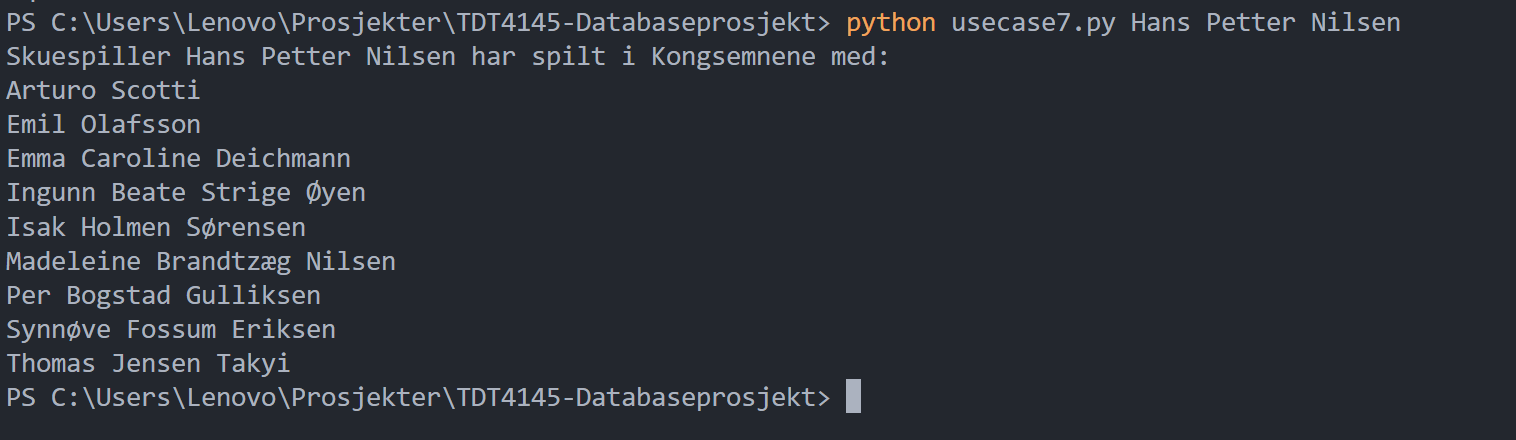 PS C:\Users\Lenovo\Prosjekter\TDT4145-Databaseprosjekt> python usecase7.py Hans Petter Nilsen
Skuespiller Hans Petter Nilsen har spilt i Kongsemnene med:
Arturo Scotti
Emil Olafsson
Emma Caroline Deichmann
Ingunn Beate Strige Øyen
Isak Holmen Sørensen
Madeleine Brandtzæg Nilsen
Per Bogstad Gulliksen
Synnøve Fossum Eriksen
Thomas Jensen Takyi
PS C:\Users\Lenovo\Prosjekter\TDT4145-Databaseprosjekt>